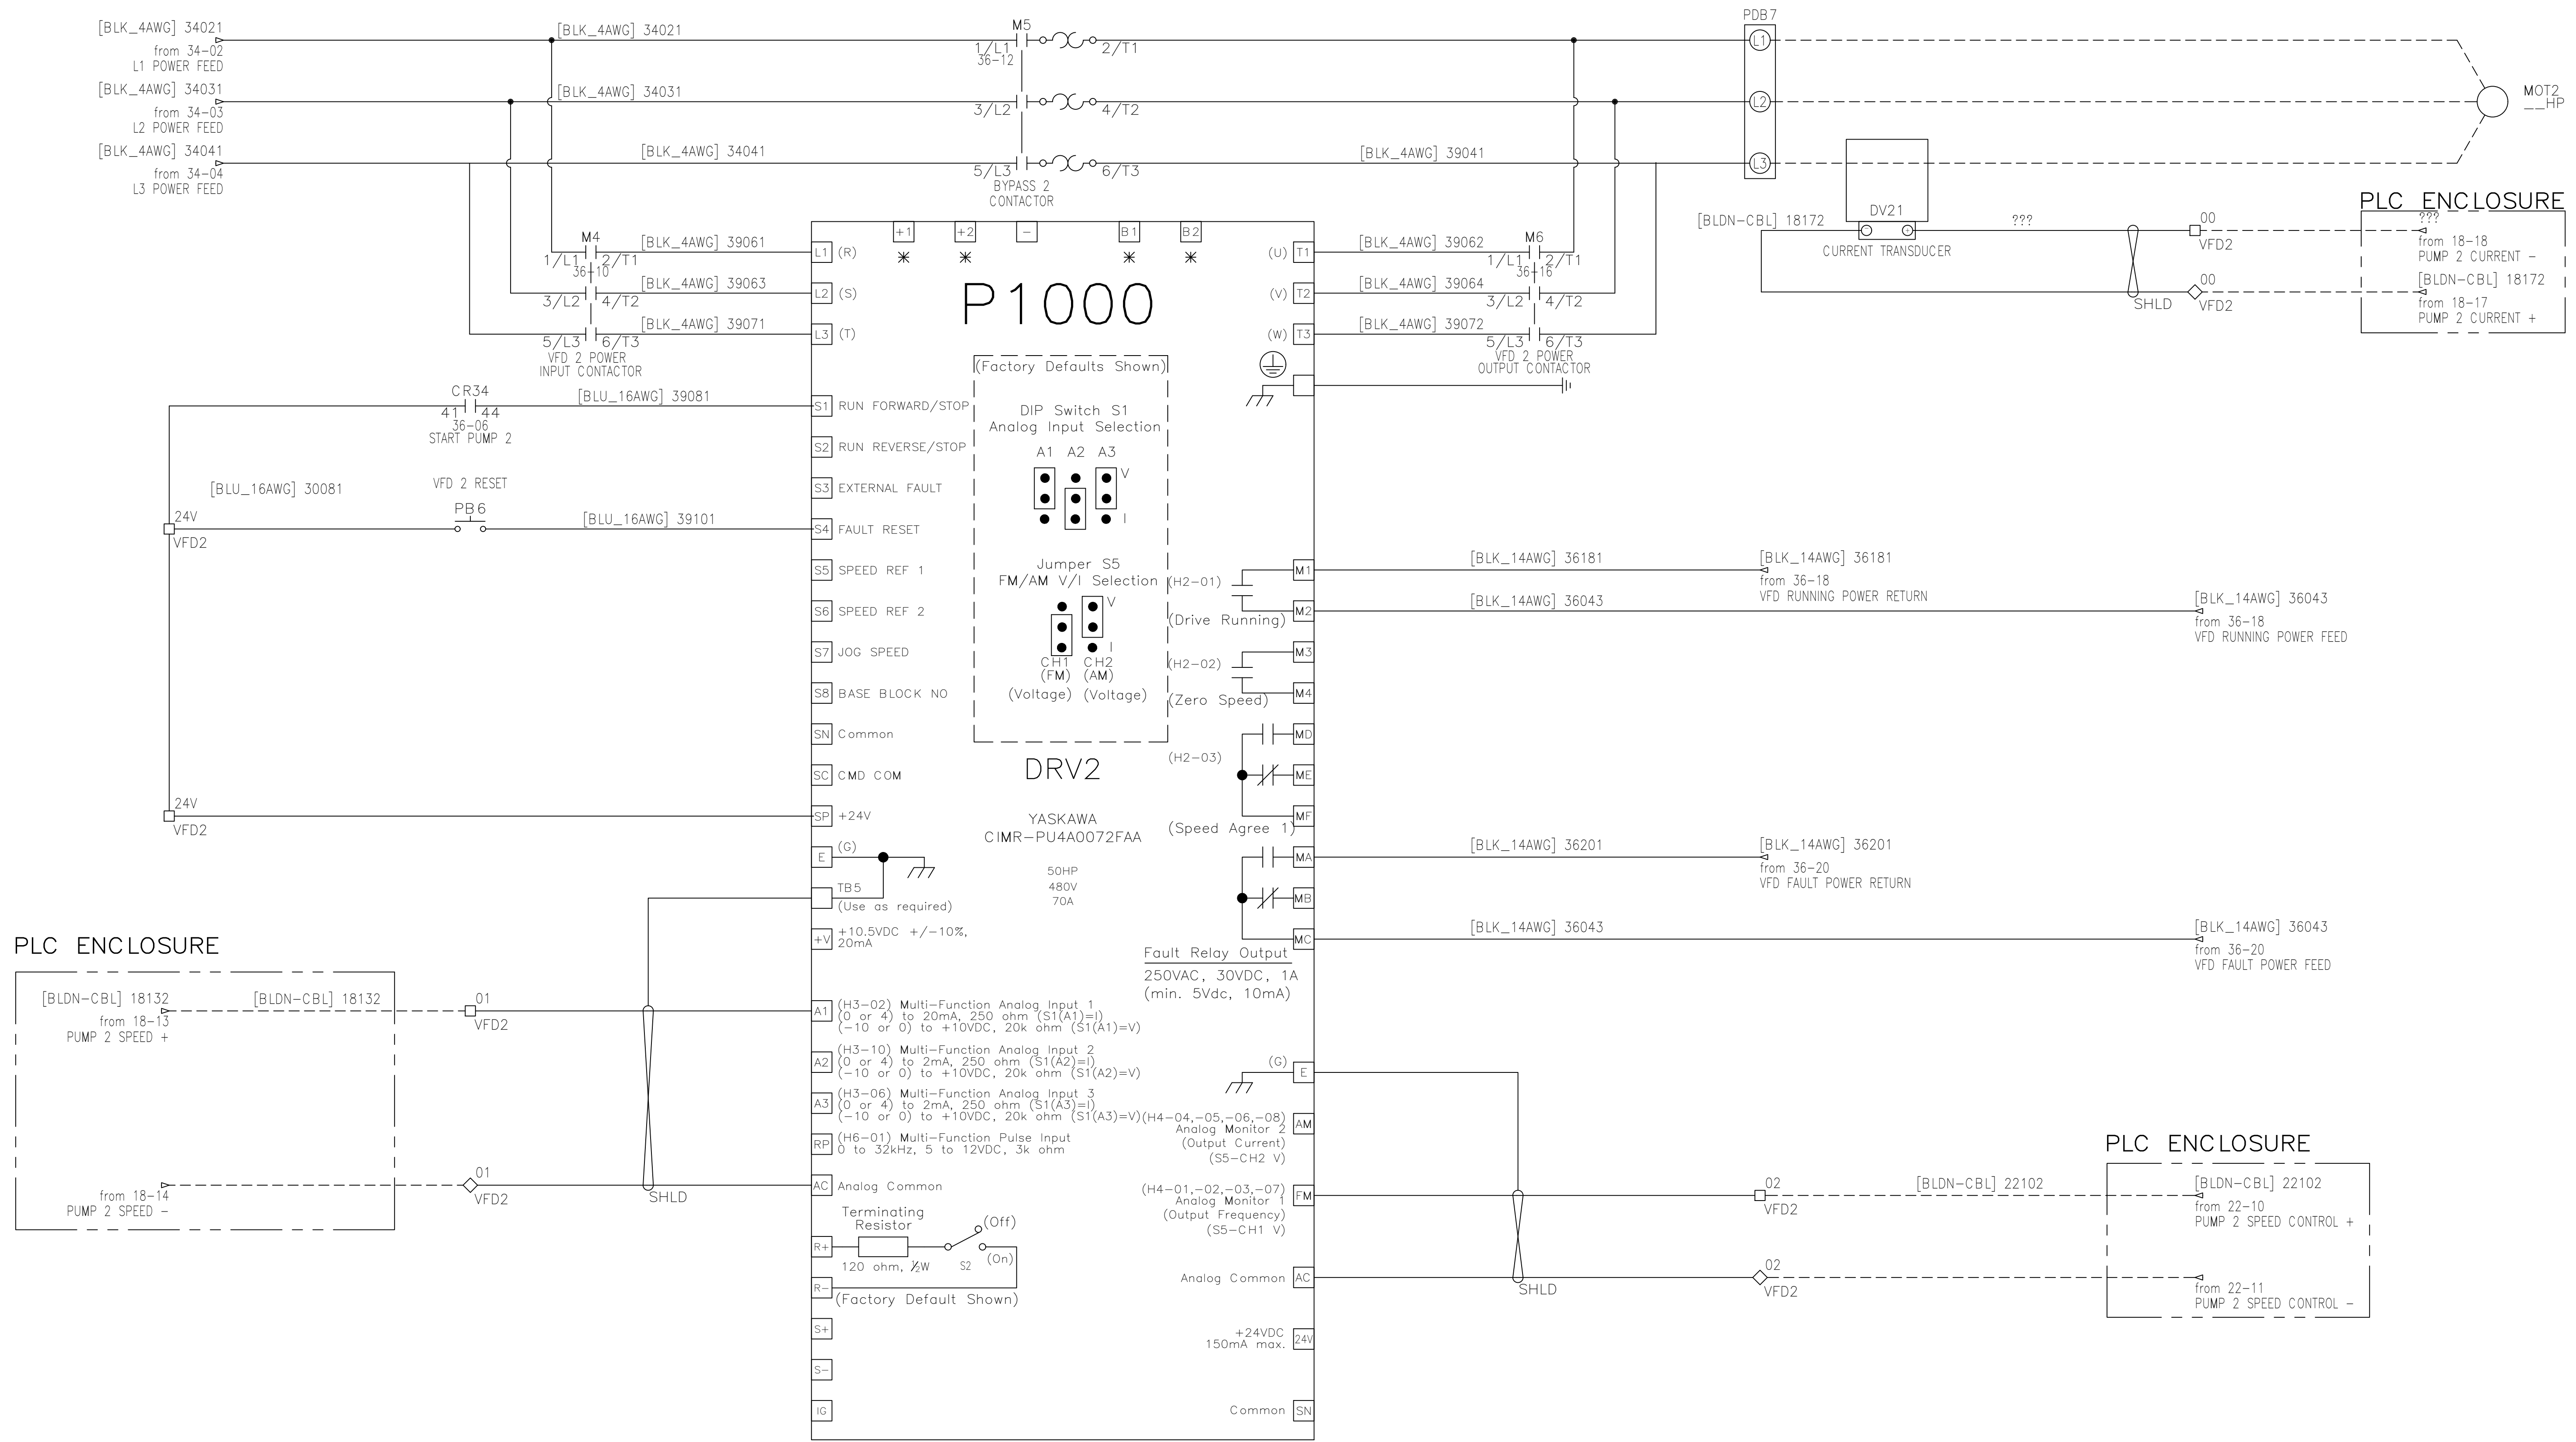 [BLK_4AWG] 34021
from 34-02
L1 POWER FEED
[BLK_4AWG] 34021
M5
1/L1
2/T1
36-12
PDB7
L1
[BLK_4AWG] 34031
from 34-03
L2 POWER FEED
[BLK_4AWG] 34031
3/L2
4/T2
L2
MOT2
__HP
[BLK_4AWG] 34041
from 34-04
L3 POWER FEED
[BLK_4AWG] 34041
5/L3
6/T3
BYPASS 2
CONTACTOR
[BLK_4AWG] 39041
L3
M4
1/L1
2/T1
36-10
3/L2
4/T2
5/L3
6/T3
VFD 2 POWER
INPUT CONTACTOR
[BLK_4AWG] 39061
[BLK_4AWG] 39063
[BLK_4AWG] 39071
+1
+2
-
B1
B2
L1 (R)
L2 (S)
L3 (T)
P1000
(U) T1
(V) T2
(W) T3
[BLK_4AWG] 39062
[BLK_4AWG] 39064
[BLK_4AWG] 39072
M6
1/L1
2/T1
36-16
3/L2
4/T2
5/L3
6/T3
VFD 2 POWER
OUTPUT CONTACTOR
[BLDN-CBL] 18172
DV21
- +
CURRENT TRANSDUCER
???
SHLD
00
VFD2
00
VFD2
PLC ENCLOSURE
???
from 18-18
PUMP 2 CURRENT -
[BLDN-CBL] 18172
from 18-17
PUMP 2 CURRENT +
CR34
41 44
36-06
START PUMP 2
[BLU_16AWG] 39081
[BLU_16AWG] 30081
VFD 2 RESET
PB6
[BLU_16AWG] 39101
24V
VFD2
24V
VFD2
S1 RUN FORWARD/STOP
S2 RUN REVERSE/STOP
S3 EXTERNAL FAULT
S4 FAULT RESET
S5 SPEED REF 1
S6 SPEED REF 2
S7 JOG SPEED
S8 BASE BLOCK NO
SN Common
SC CMD COM
SP +24V
E (G)
TB5
(Use as required)
+V +10.5VDC +/-10%,
20mA
(Factory Defaults Shown)
DIP Switch S1
Analog Input Selection
A1 A2 A3
V
I
Jumper S5
FM/AM V/I Selection
V
I
CH1 CH2
(FM) (AM)
(Voltage) (Voltage)
DRV2
YASKAWA
CIMR-PU4A0072FAA
50HP
480V
70A
(H2-01)
(Drive Running)
M1
M2
(H2-02)
(Zero Speed)
M3
M4
(H2-03)
(Speed Agree 1)
MD
ME
MF
MA
MB
MC
Fault Relay Output
250VAC, 30VDC, 1A
(min. 5Vdc, 10mA)
[BLK_14AWG] 36181
[BLK_14AWG] 36181
from 36-18
VFD RUNNING POWER RETURN
[BLK_14AWG] 36043
[BLK_14AWG] 36043
from 36-18
VFD RUNNING POWER FEED
[BLK_14AWG] 36201
[BLK_14AWG] 36201
from 36-20
VFD FAULT POWER RETURN
[BLK_14AWG] 36043
[BLK_14AWG] 36043
from 36-20
VFD FAULT POWER FEED
PLC ENCLOSURE
[BLDN-CBL] 18132
from 18-13
PUMP 2 SPEED +
[BLDN-CBL] 18132
01
VFD2
from 18-14
PUMP 2 SPEED -
01
VFD2
SHLD
A1 (H3-02) Multi-Function Analog Input 1
(0 or 4) to 20mA, 250 ohm (S1(A1)=I)
(-10 or 0) to +10VDC, 20k ohm (S1(A1)=V)
A2 (H3-10) Multi-Function Analog Input 2
(0 or 4) to 2mA, 250 ohm (S1(A2)=I)
(-10 or 0) to +10VDC, 20k ohm (S1(A2)=V)
A3 (H3-06) Multi-Function Analog Input 3
(0 or 4) to 2mA, 250 ohm (S1(A3)=I)
(-10 or 0) to +10VDC, 20k ohm (S1(A3)=V)
RP (H6-01) Multi-Function Pulse Input
0 to 32kHz, 5 to 12VDC, 3k ohm
AC Analog Common
Terminating
Resistor
(Off)
(On)
R+
120 ohm, ½W
S2
R-
(Factory Default Shown)
S+
S-
IG
(G) E
(H4-04,-05,-06,-08) AM
Analog Monitor 2
(Output Current)
(S5-CH2 V)
(H4-01,-02,-03,-07) FM
Analog Monitor 1
(Output Frequency)
(S5-CH1 V)
Analog Common AC
+24VDC
150mA max.
24V
Common SN
SHLD
02
VFD2
02
VFD2
[BLDN-CBL] 22102
PLC ENCLOSURE
[BLDN-CBL] 22102
from 22-10
PUMP 2 SPEED CONTROL +
from 22-11
PUMP 2 SPEED CONTROL -